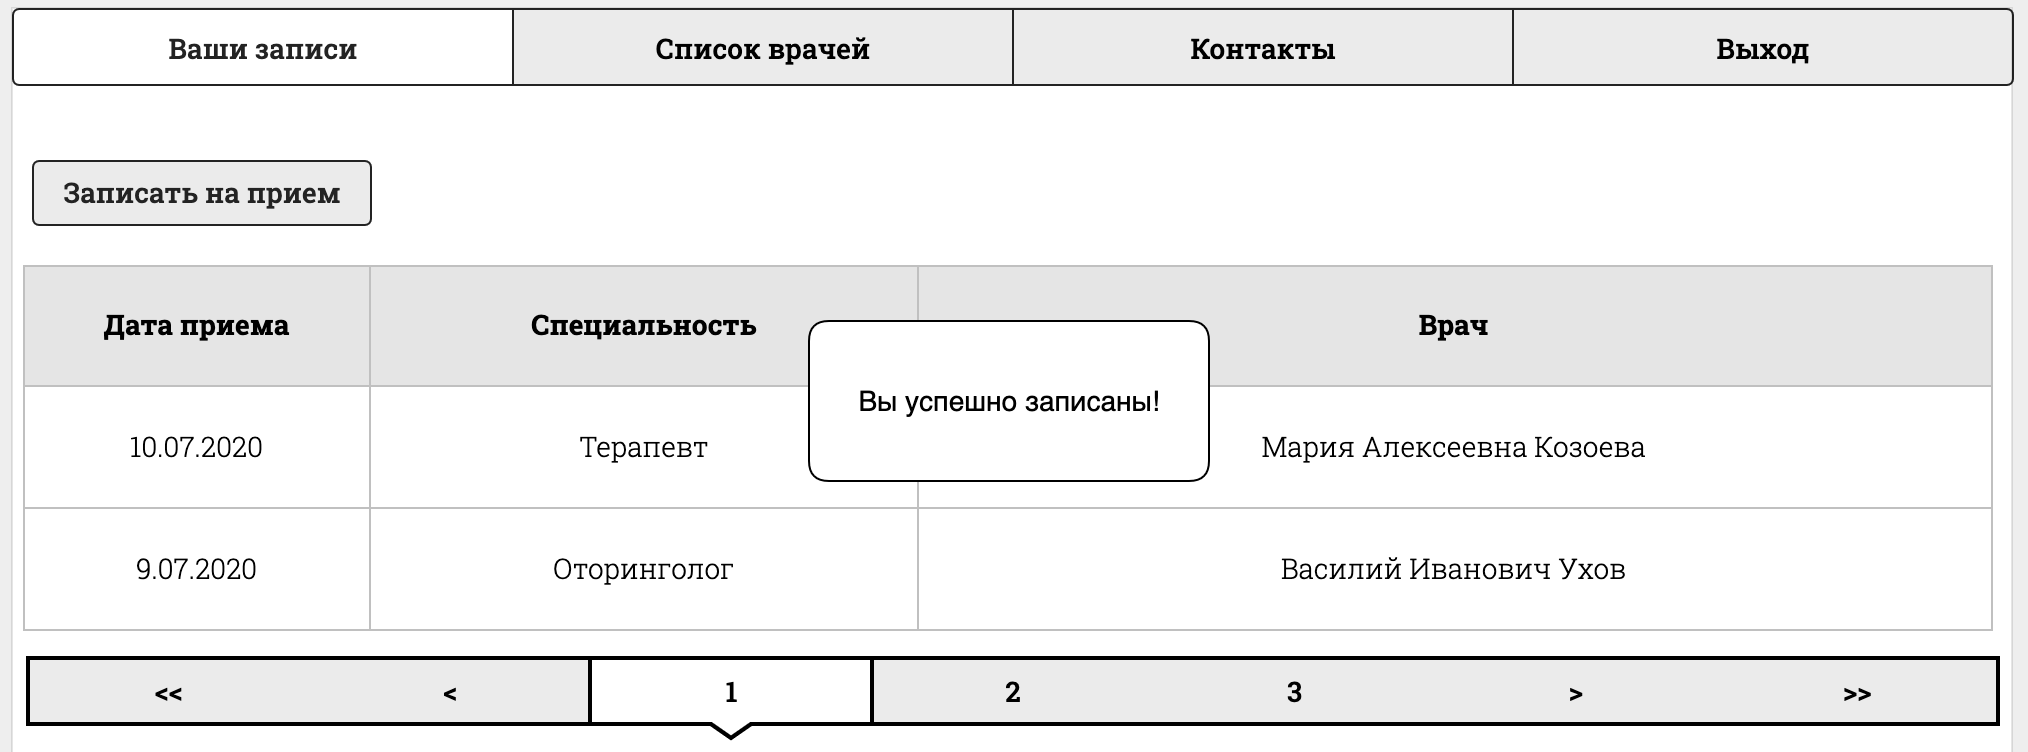 Ваши записи
Список врачей
Контакты
Выход
Записать на прием
Дата приема
Специальность
Врач
Вы успешно записаны!
10.07.2020
Терапевт
Мария Алексеевна Козоева
9.07.2020
Оторинголог
Василий Иванович Ухов
<< < 1 2 3 > >>